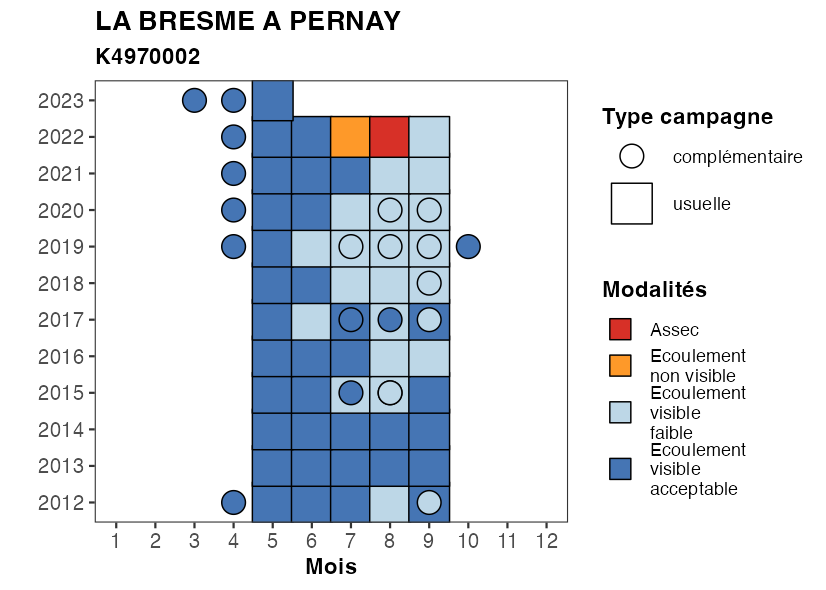 LA BRESME A PERNAY
K4970002
2023
2022
2021
2020
2019
2018
2017
2016
2015
2014
2013
2012
1 2 3 4 5 6 7 8 9 10 11 12
Mois
Type campagne
complémentaire
usuelle
Modalités
Assec
Ecoulement
non visible
Ecoulement
visible
faible
Ecoulement
visible
acceptable